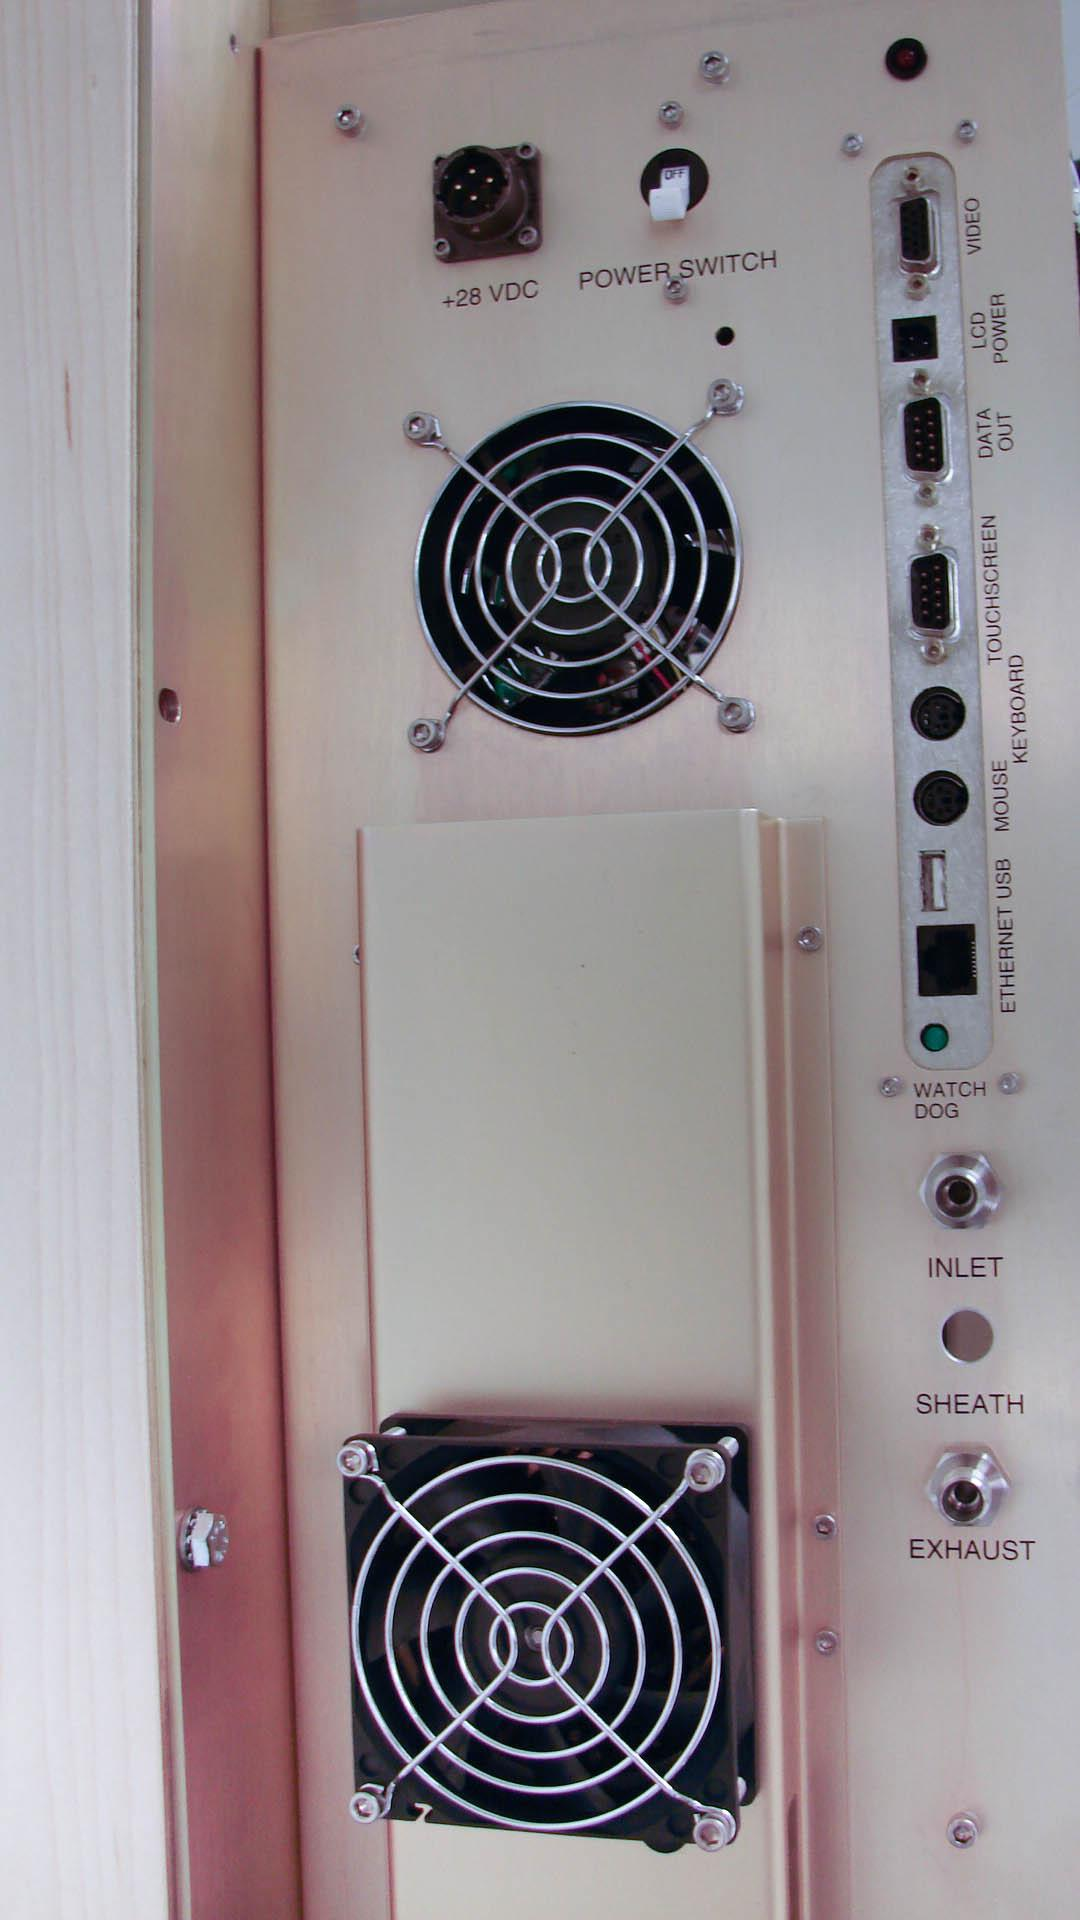 OFF
POWER SWITCH
+28 VDC
VIDEO
LCD
POWER
DATA
OUT
TOUCHSCREEN
KEYBOARD
MOUSE
USB
ETHERNET
WATCH
DOG
INLET
SHEATH
EXHAUST